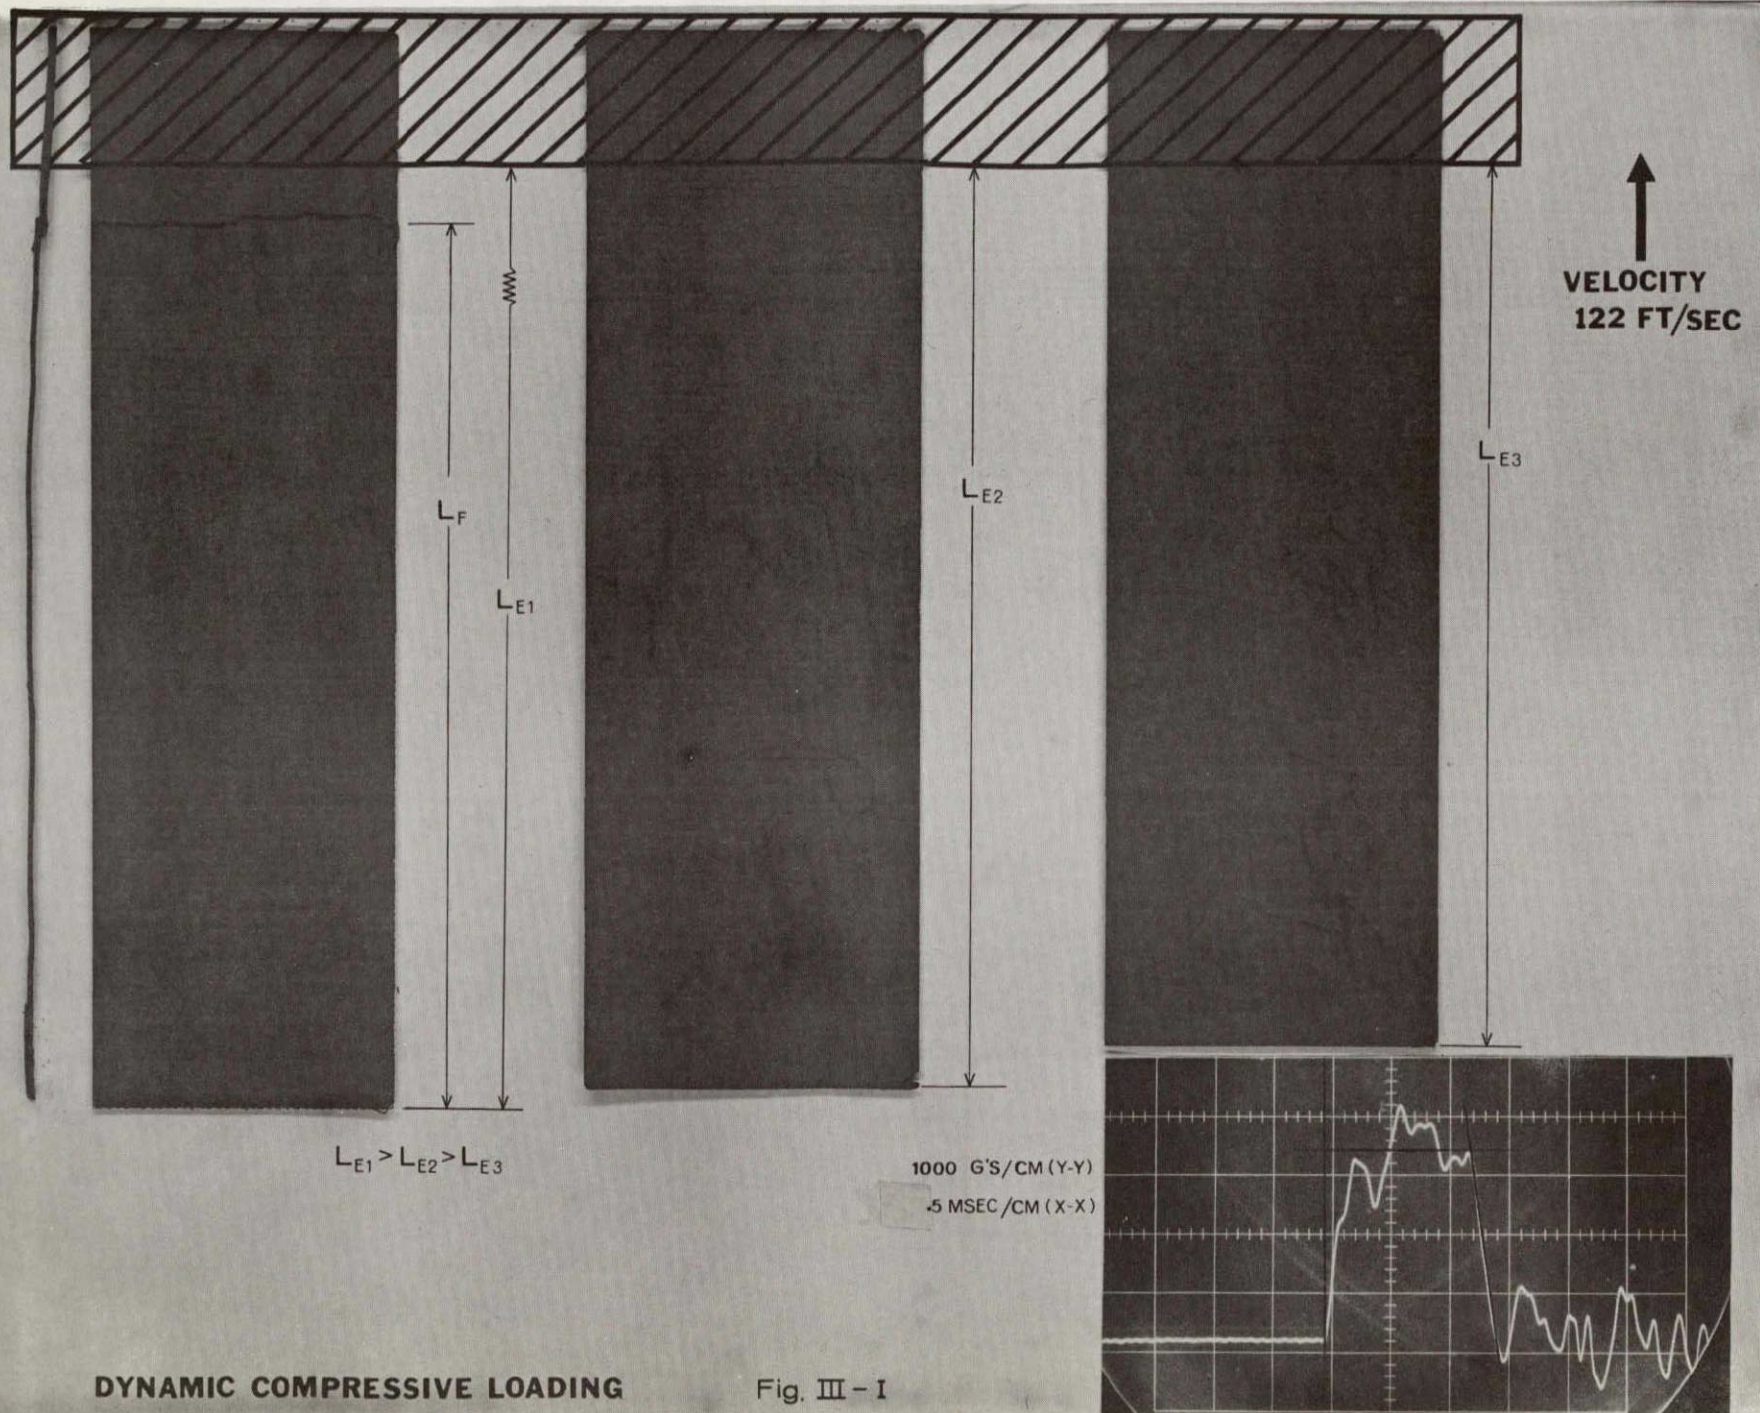 VELOCITY
122 FT/SEC
L_F
L_E1
L_E2
L_E3
L_E1 > L_E2 > L_E3
1000 G'S/CM (Y-Y)
.5 MSEC/CM (X-X)
DYNAMIC COMPRESSIVE LOADING
Fig. III-I